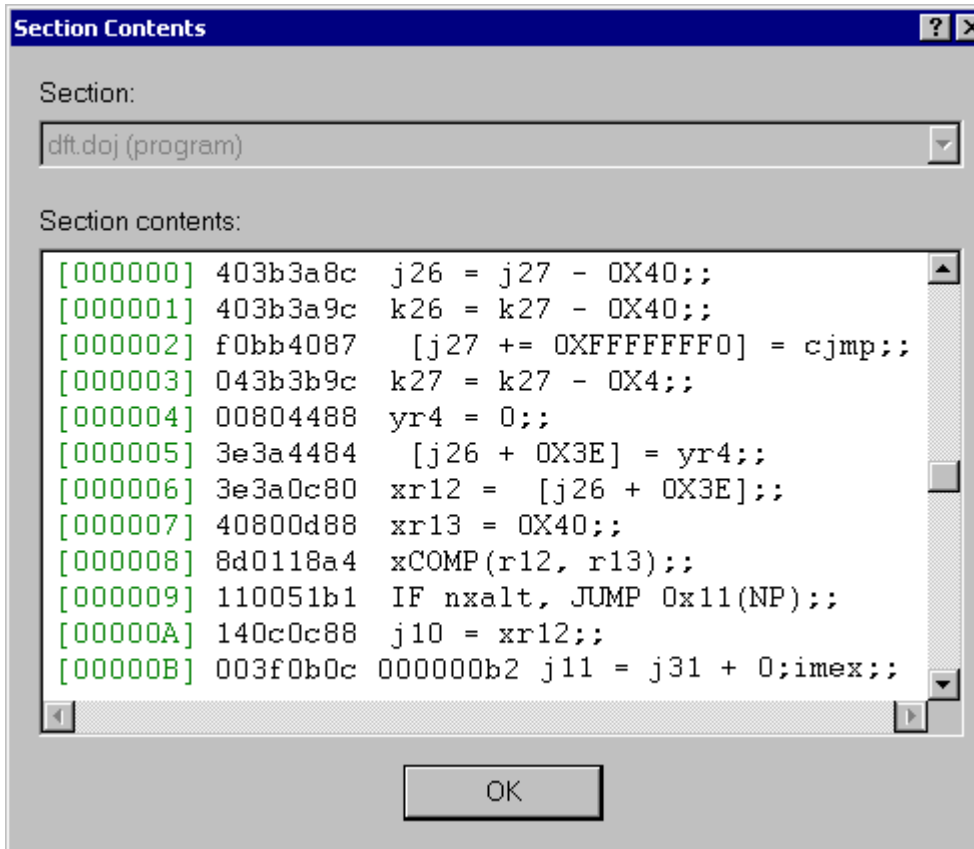 Section Contents
Section:
dft.doj (program)
Section contents:
[000000] 403b3a8c j26 = j27 - 0X40;;
[000001] 403b3a9c k26 = k27 - 0X40;;
[000002] f0bb4087 [j27 += 0XFFFFFFF0] = cjmp;;
[000003] 043b3b9c k27 = k27 - 0X4;;
[000004] 00804488 yr4 = 0;;
[000005] 3e3a4484 [j26 + 0X3E] = yr4;;
[000006] 3e3a0c80 xr12 = [j26 + 0X3E];;
[000007] 40800d88 xr13 = 0X40;;
[000008] 8d0118a4 xCOMP(r12, r13);;
[000009] 110051b1 IF nxalt, JUMP 0x11(NP);;
[00000A] 140c0c88 j10 = xr12;;
[00000B] 003f0b0c 000000b2 j11 = j31 + 0;imex;;
OK